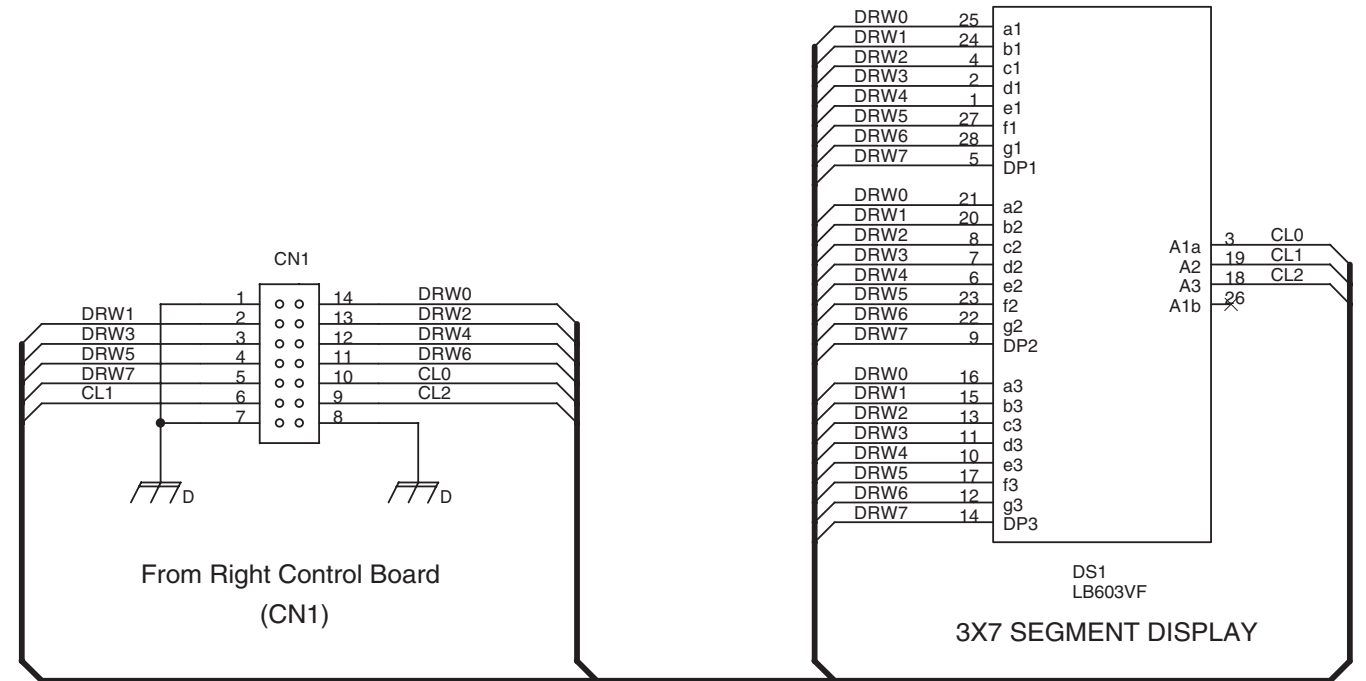 CN1
1 14 DRW0
DRW1 2 13 DRW2
DRW3 3 12 DRW4
DRW5 4 11 DRW6
DRW7 5 10 CL0
CL1 6 9 CL2
7 8
D D
From Right Control Board
(CN1)
DRW0 25 a1
DRW1 24 b1
DRW2 4 c1
DRW3 2 d1
DRW4 1 e1
DRW5 27 f1
DRW6 28 g1
DRW7 5 DP1
DRW0 21 a2
DRW1 20 b2
DRW2 8 c2
DRW3 7 d2
DRW4 6 e2
DRW5 23 f2
DRW6 22 g2
DRW7 9 DP2
DRW0 16 a3
DRW1 15 b3
DRW2 13 c3
DRW3 11 d3
DRW4 10 e3
DRW5 17 f3
DRW6 12 g3
DRW7 14 DP3
A1a 3 CL0
A2 19 CL1
A3 18 CL2
A1b 26
DS1
LB603VF
3X7 SEGMENT DISPLAY